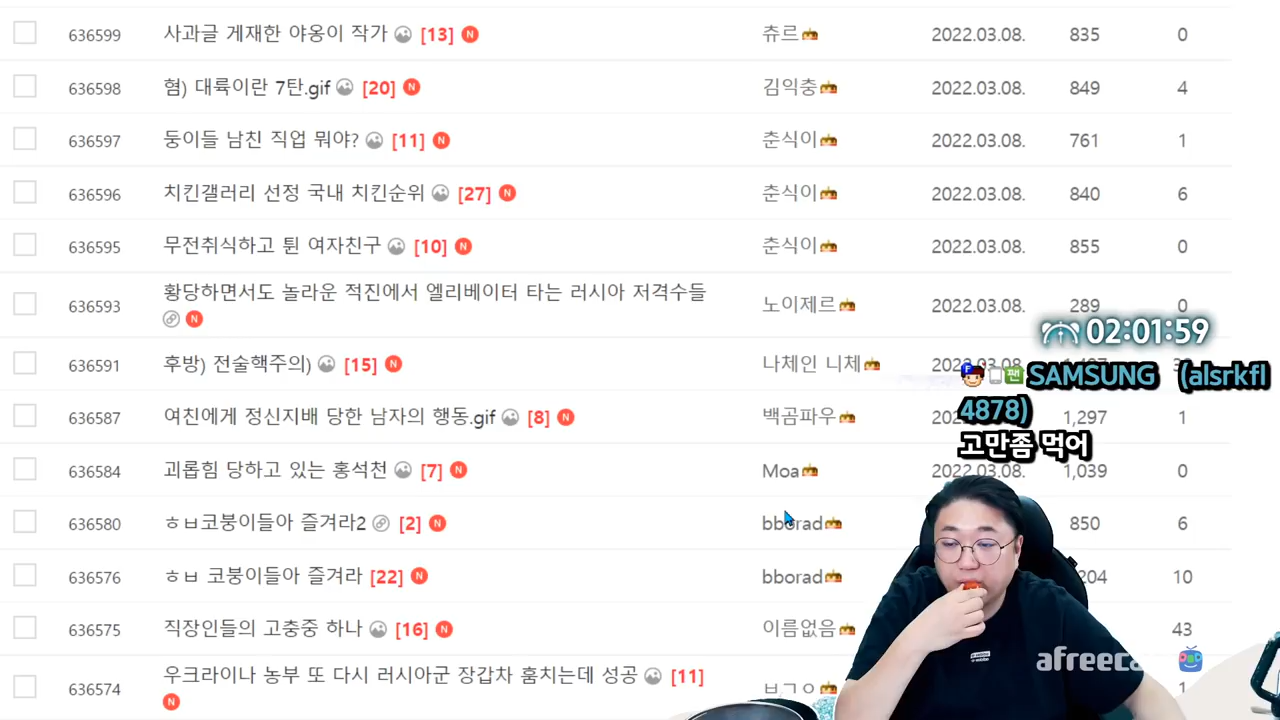 636599 사과글 게재한 야옹이 작가 [13] N 츄르 2022.03.08. 835 0
636598 혐) 대륙이란 7탄.gif [20] N 김익충 2022.03.08. 849 4
636597 둥이들 남친 직업 뭐야? [11] N 춘식이 2022.03.08. 761 1
636596 치킨갤러리 선정 국내 치킨순위 [27] N 춘식이 2022.03.08. 840 6
636595 무전취식하고 튄 여자친구 [10] N 춘식이 2022.03.08. 855 0
636593 황당하면서도 놀라운 적진에서 엘리베이터 타는 러시아 저격수들 노이제르 2022.03.08. 289 0
N
02:01:59
636591 후방) 전술핵주의) [15] N 나체인 니체
F 팬 SAMSUNG (alsrkfl
4878)
636587 여친에게 정신지배 당한 남자의 행동.gif [8] N 백곰파우 1,297 1
고만좀 먹어
636584 괴롭힘 당하고 있는 홍석천 [7] N Moa 2022.03.08. 1,039 0
636580 ㅎㅂ코붕이들아 즐겨라2 [2] N bborad 850 6
636576 ㅎㅂ 코붕이들아 즐겨라 [22] N bborad 204 10
636575 직장인들의 고충중 하나 [16] N 이름없음 43
636574 우크라이나 농부 또 다시 러시아군 장갑차 훔치는데 성공 [11]
N
afreeca